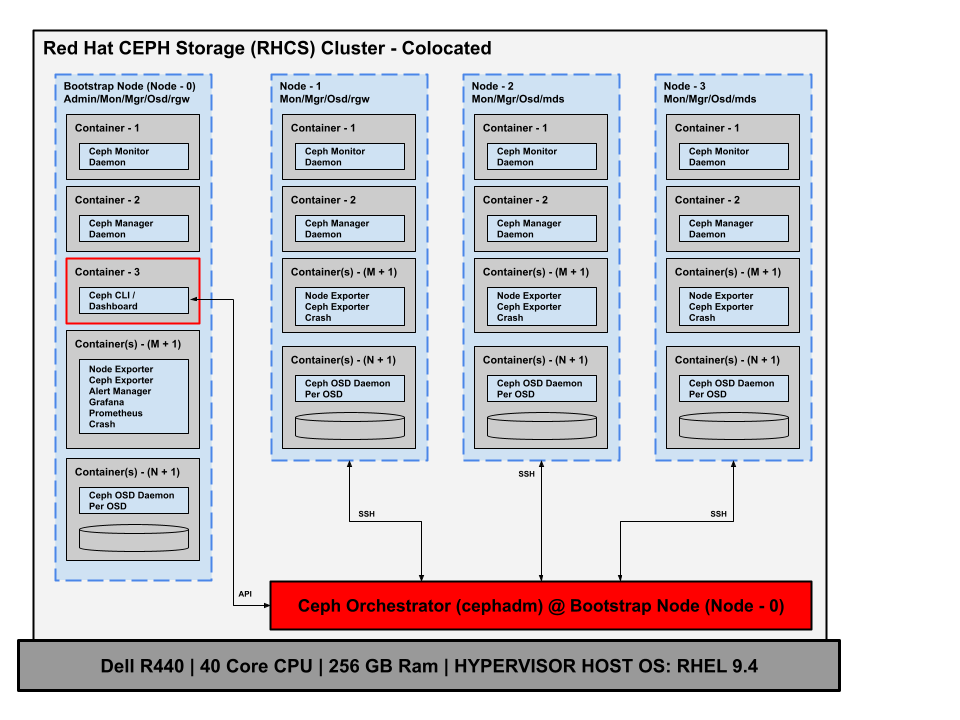 Red Hat CEPH Storage (RHCS) Cluster - Colocated
Bootstrap Node (Node - 0)
Admin/Mon/Mgr/Osd/rgw
Container - 1
Ceph Monitor
Daemon
Container - 2
Ceph Manager
Daemon
Container - 3
Ceph CLI /
Dashboard
Container(s) - (M + 1)
Node Exporter
Ceph Exporter
Alert Manager
Grafana
Prometheus
Crash
Container(s) - (N + 1)
Ceph OSD Daemon
Per OSD
Node - 1
Mon/Mgr/Osd/rgw
Container - 1
Ceph Monitor
Daemon
Container - 2
Ceph Manager
Daemon
Container(s) - (M + 1)
Node Exporter
Ceph Exporter
Crash
Container(s) - (N + 1)
Ceph OSD Daemon
Per OSD
Node - 2
Mon/Mgr/Osd/mds
Container - 1
Ceph Monitor
Daemon
Container - 2
Ceph Manager
Daemon
Container(s) - (M + 1)
Node Exporter
Ceph Exporter
Crash
Container(s) - (N + 1)
Ceph OSD Daemon
Per OSD
Node - 3
Mon/Mgr/Osd/mds
Container - 1
Ceph Monitor
Daemon
Container - 2
Ceph Manager
Daemon
Container(s) - (M + 1)
Node Exporter
Ceph Exporter
Crash
Container(s) - (N + 1)
Ceph OSD Daemon
Per OSD
SSH
SSH
SSH
API
Ceph Orchestrator (cephadm) @ Bootstrap Node (Node - 0)
Dell R440 | 40 Core CPU | 256 GB Ram | HYPERVISOR HOST OS: RHEL 9.4